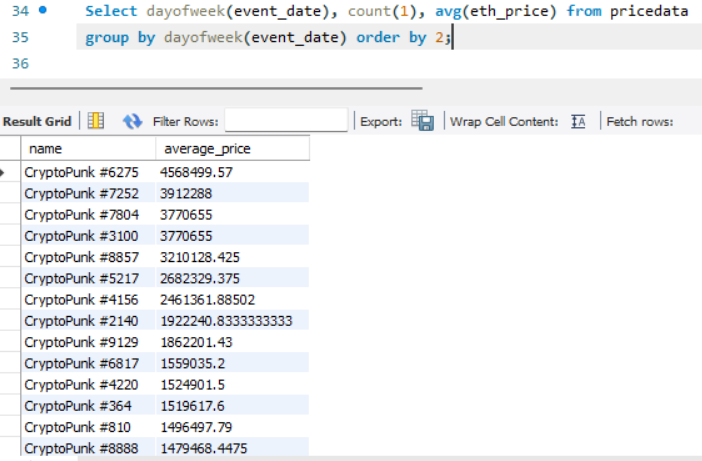 34 Select dayofweek(event_date), count(1), avg(eth_price) from pricedata
35 group by dayofweek(event_date) order by 2;
36
Result Grid Filter Rows: Export: Wrap Cell Content: IA Fetch rows:
name average_price
CryptoPunk #6275 4568499.57
CryptoPunk #7252 3912288
CryptoPunk #7804 3770655
CryptoPunk #3100 3770655
CryptoPunk #8857 3210128.425
CryptoPunk #5217 2682329.375
CryptoPunk #4156 2461361.88502
CryptoPunk #2140 1922240.8333333333
CryptoPunk #9129 1862201.43
CryptoPunk #6817 1559035.2
CryptoPunk #4220 1524901.5
CryptoPunk #364 1519617.6
CryptoPunk #810 1496497.79
CryptoPunk #8888 1479468.4475